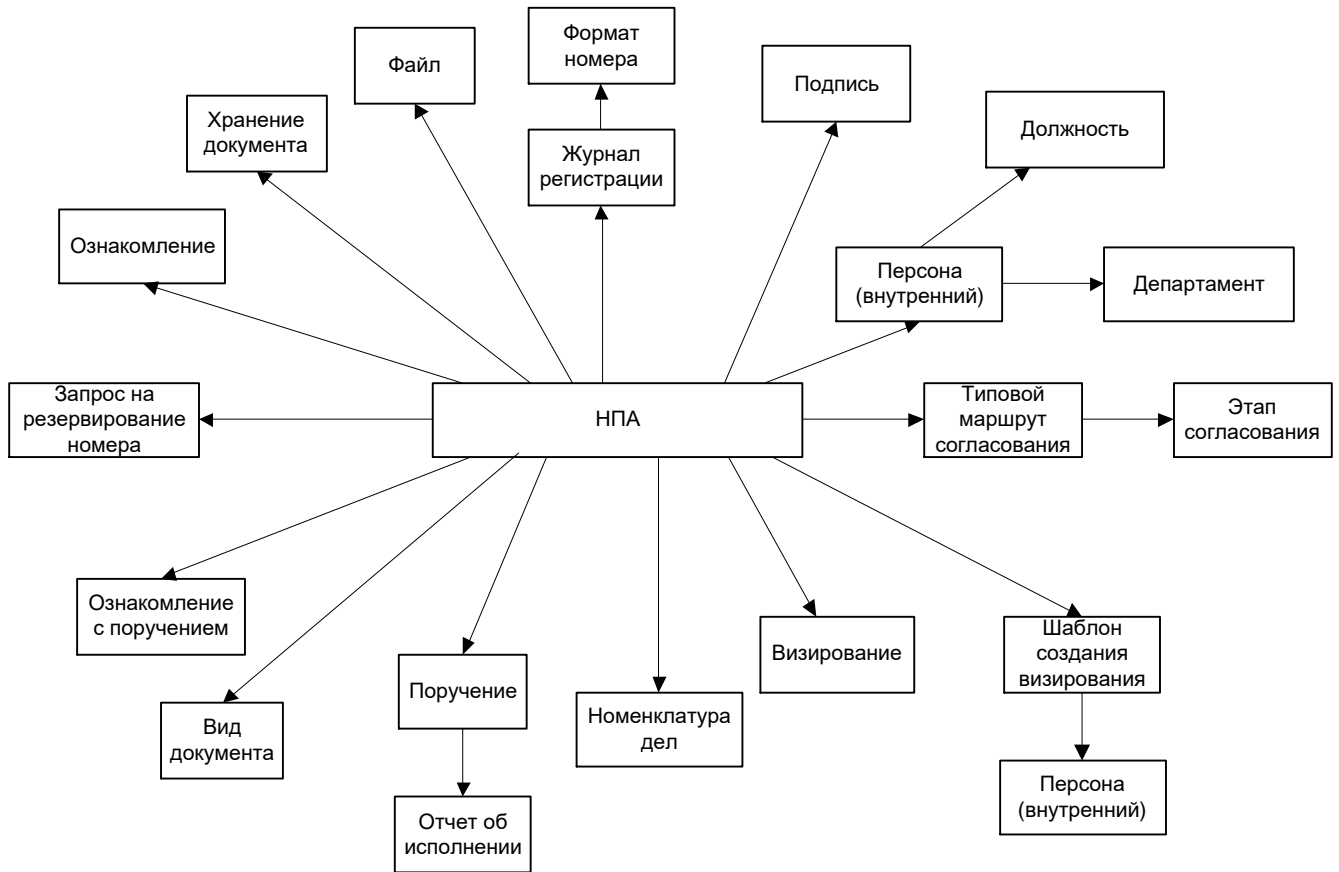 Формат
номера
Файл
Подпись
Хранение
документа
Должность
Журнал
регистрации
Ознакомление
Персона
(внутренний)
Департамент
Запрос на
резервирование
номера
НПА
Типовой
маршрут
согласования
Этап
согласования
Ознакомление
с поручением
Визирование
Шаблон
создания
визирования
Поручение
Вид
документа
Номенклатура
дел
Персона
(внутренний)
Отчет об
исполнении